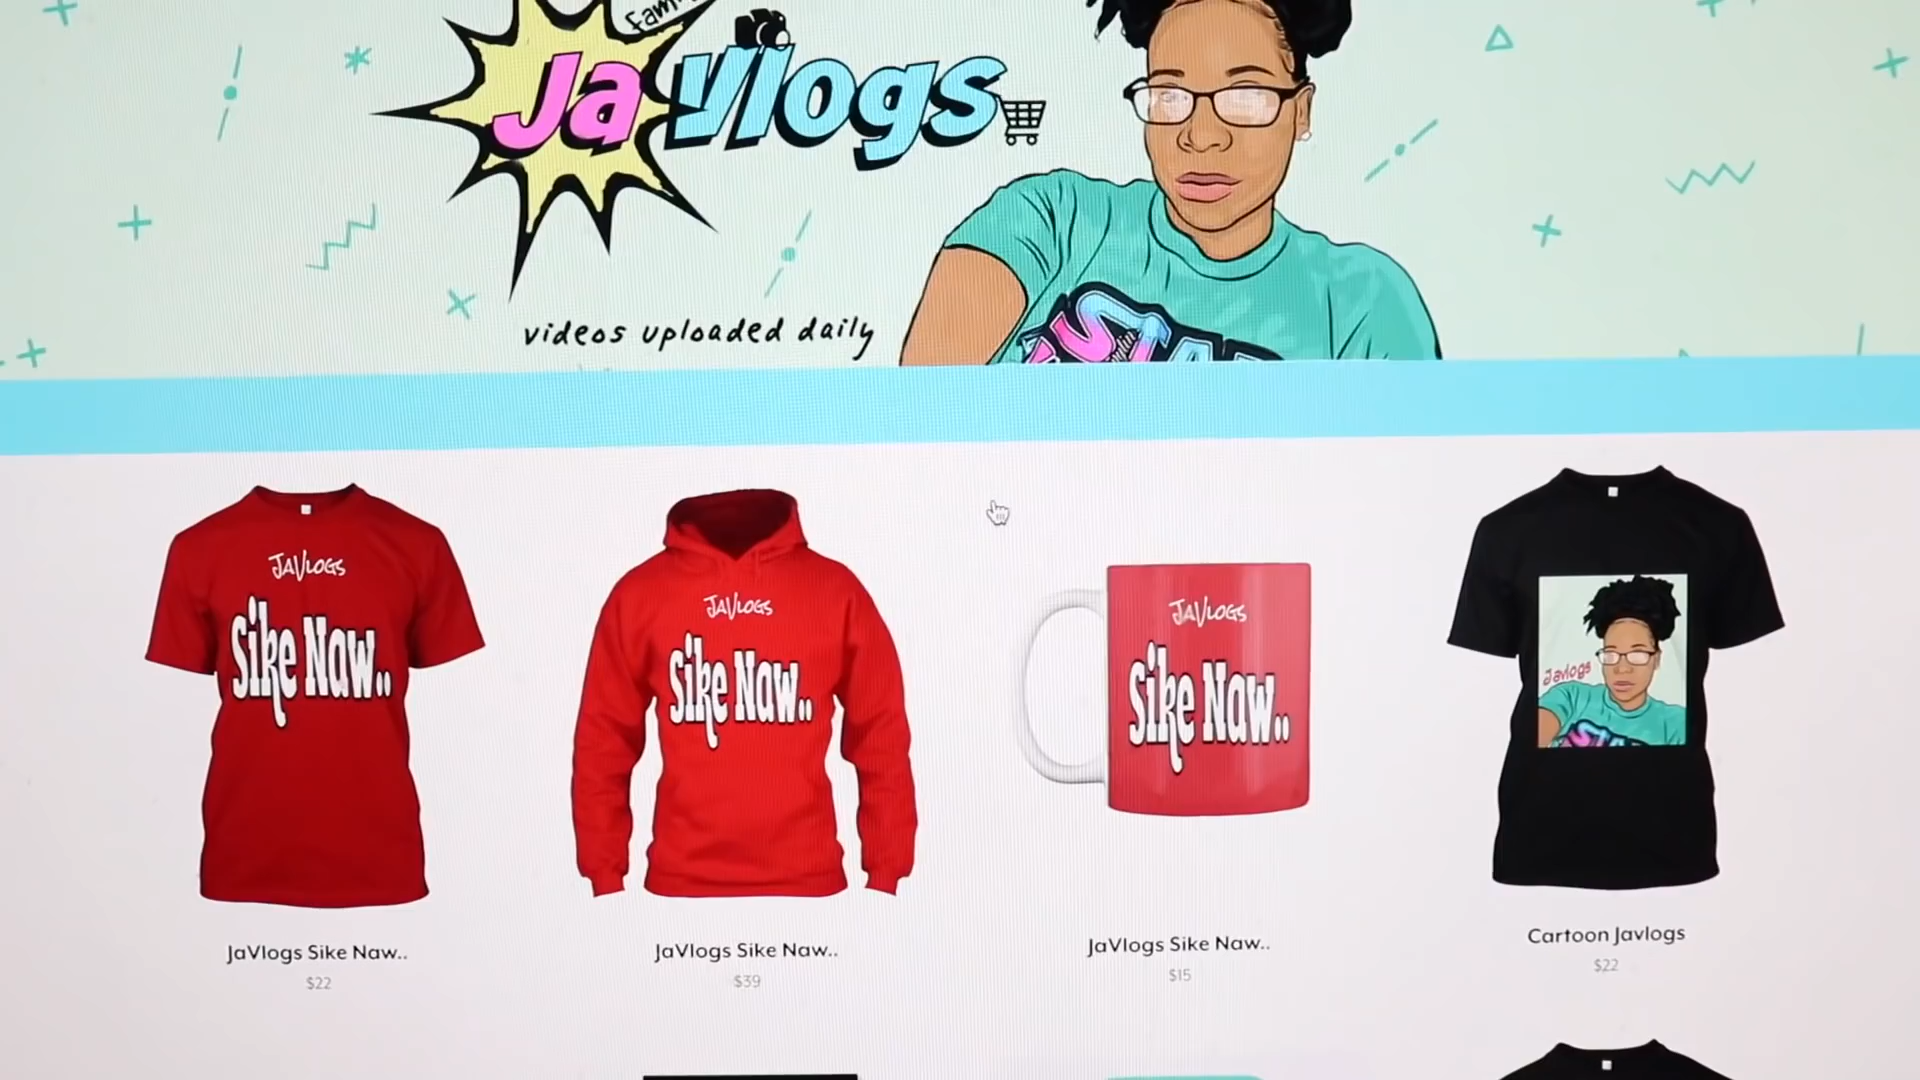 JaVlogs
videos uploaded daily
JAVLOGS
Sike Naw..
JAVLOGS
Sike Naw..
JAVLOGS
Sike Naw..
Javlogs
JaVlogs Sike Naw..
$22
JaVlogs Sike Naw..
$39
JaVlogs Sike Naw..
$15
Cartoon Javlogs
$22